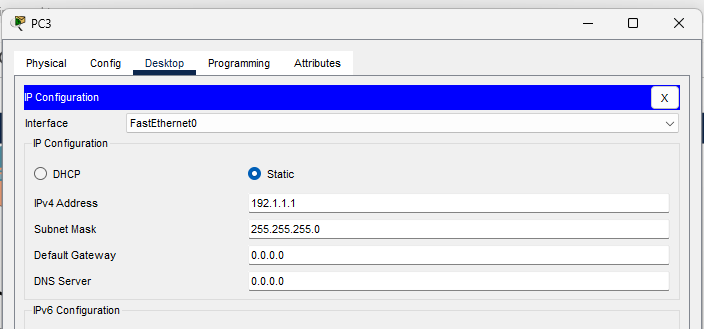 PC3
Physical Config Desktop Programming Attributes
IP Configuration X
Interface FastEthernet0
IP Configuration
DHCP Static
IPv4 Address 192.1.1.1
Subnet Mask 255.255.255.0
Default Gateway 0.0.0.0
DNS Server 0.0.0.0
IPv6 Configuration